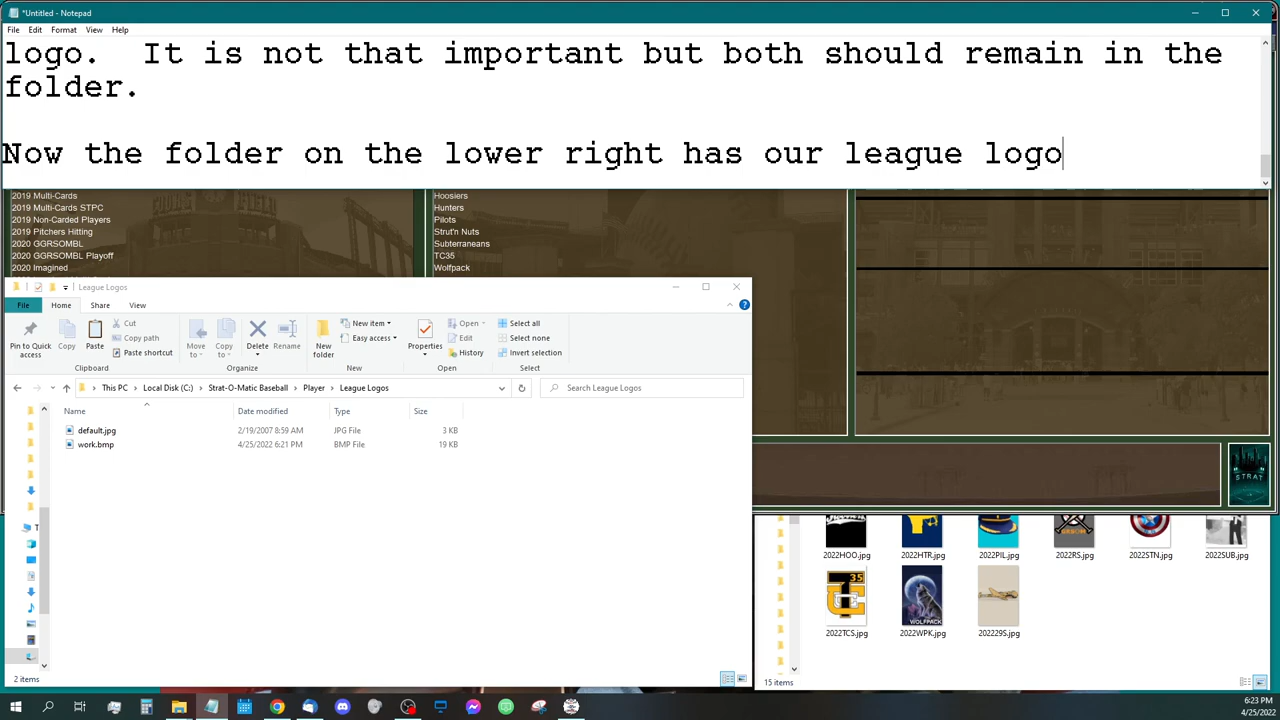 *Untitled - Notepad
File Edit Format View Help
logo.  It is not that important but both should remain in the
folder.
Now the folder on the lower right has our league logo
2019 Multi-Cards
2019 Multi-Cards STPC
2019 Non-Carded Players
2019 Pitchers Hitting
2020 GGRSOMBL
2020 GGRSOMBL Playoff
2020 Imagined
Hoosiers
Hunters
Pilots
Strut'n Nuts
Subterraneans
TC35
Wolfpack
League Logos
File Home Share View
Pin to Quick access
Copy
Paste
Cut
Copy path
Paste shortcut
Clipboard
Move to
Copy to
Delete
Rename
Organize
New folder
New item
Easy access
New
Properties
Open
Edit
History
Open
Select all
Select none
Invert selection
Select
This PC > Local Disk (C:) > Strat-O-Matic Baseball > Player > League Logos
Search League Logos
Name Date modified Type Size
default.jpg 2/19/2007 8:59 AM JPG File 3 KB
work.bmp 4/25/2022 6:21 PM BMP File 19 KB
2 items
STRAT
2022HOO.jpg 2022HTR.jpg 2022PIL.jpg 2022RS.jpg 2022STN.jpg 2022SUB.jpg
35
WOLFPACK
2022TCS.jpg 2022WPK.jpg 202229S.jpg
15 items
6:23 PM
4/25/2022